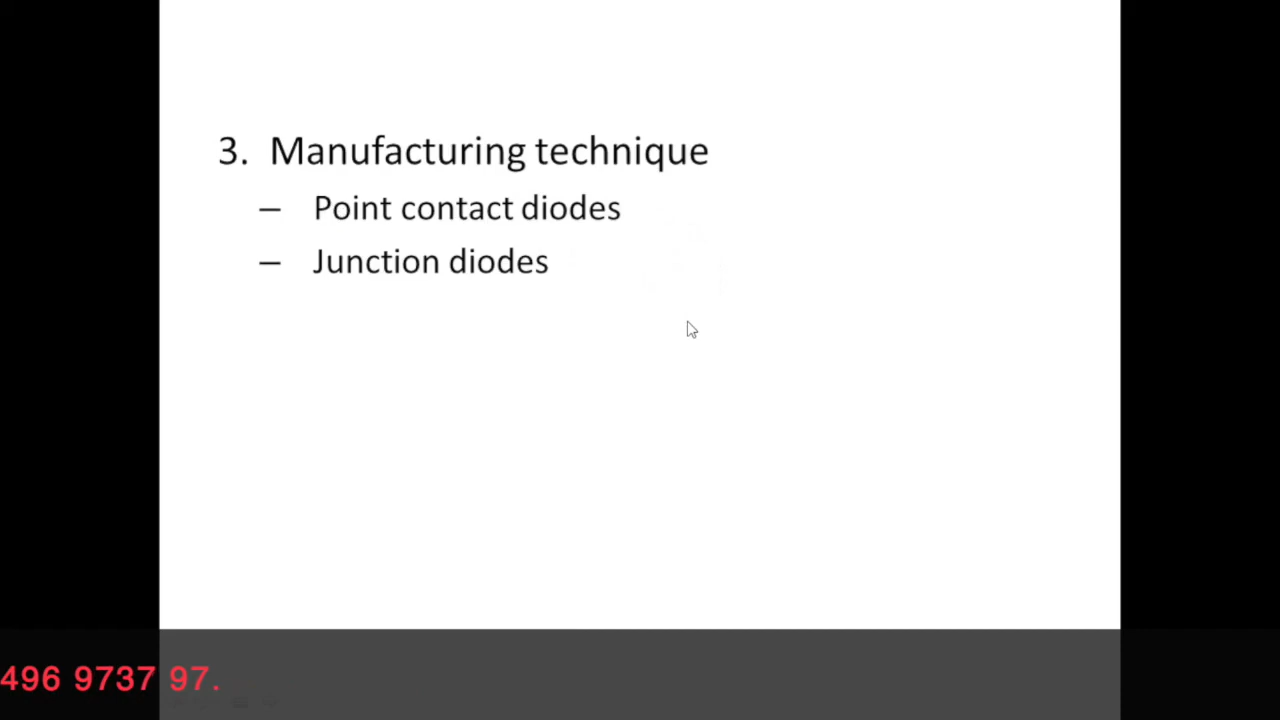 3. Manufacturing technique
– Point contact diodes
– Junction diodes
496 9737 97.